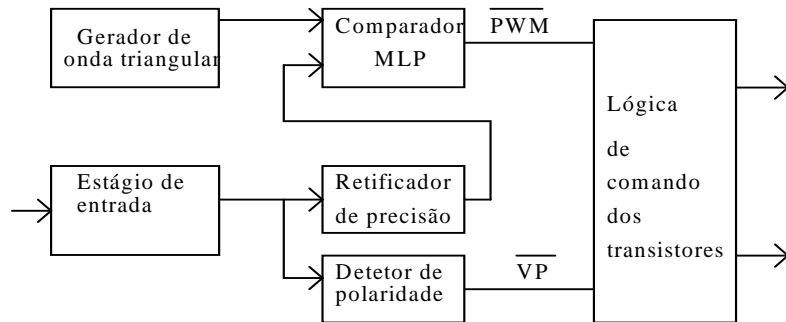 Gerador de
onda triangular
Comparador
MLP
PWM
Lógica
de
comando
dos
transistores
Estágio de
entrada
Retificador
de precisão
Detetor de
polaridade
VP